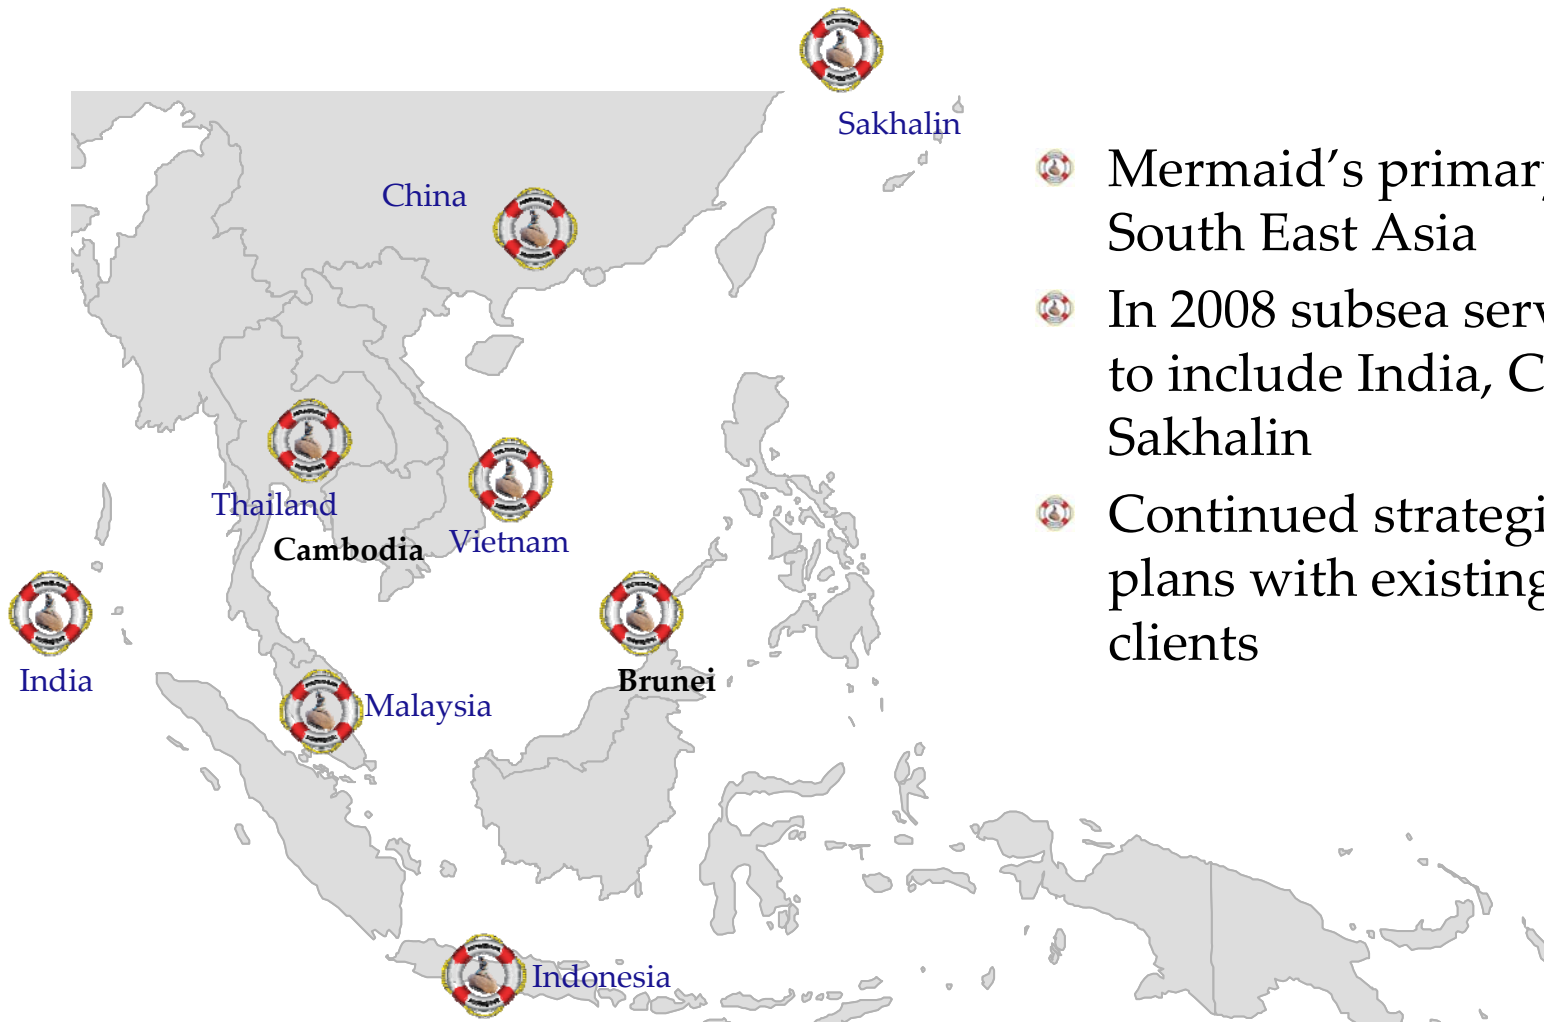 Sakhalin
China
Thailand
Cambodia
Vietnam
India
Malaysia
Brunei
Indonesia
Mermaid's primary
South East Asia
In 2008 subsea serv
to include India, C
Sakhalin
Continued strategi
plans with existing
clients